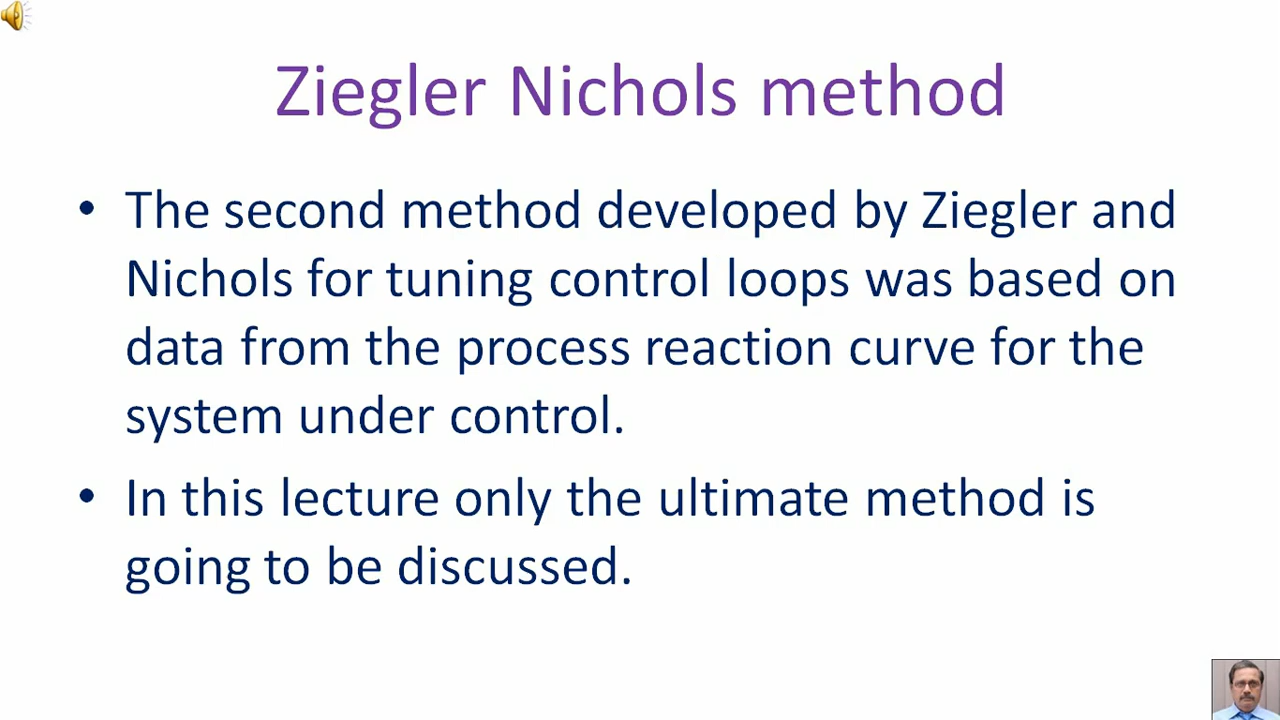 Ziegler Nichols method
• The second method developed by Ziegler and
Nichols for tuning control loops was based on
data from the process reaction curve for the
system under control.
• In this lecture only the ultimate method is
going to be discussed.